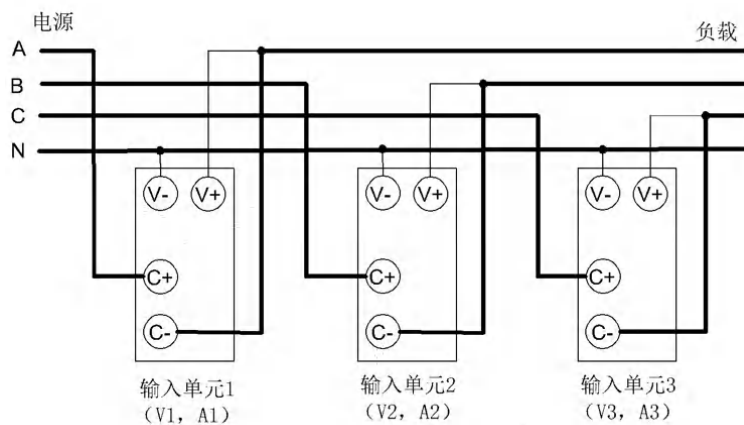 电源
负载
A
B
C
N
V- V+ V- V+ V- V+
C+ C+ C+
C- C- C-
输入单元1 输入单元2 输入单元3
(V1, A1) (V2, A2) (V3, A3)